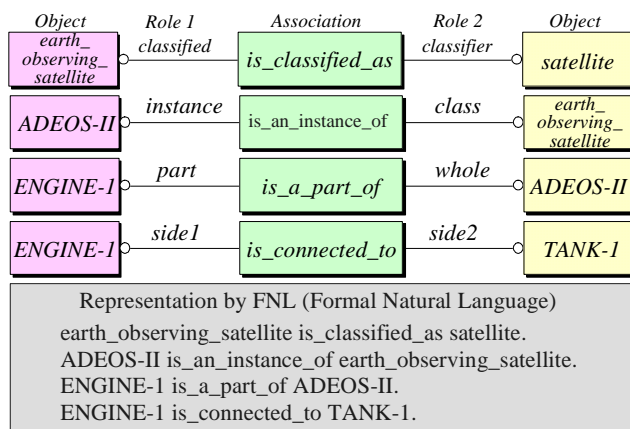 Object Role 1 Association Role 2 Object
earth_ classified classifier
observing_ is_classified_as satellite
satellite
ADEOS-II instance is_an_instance_of class earth_
observing_
satellite
ENGINE-1 part is_a_part_of whole ADEOS-II
ENGINE-1 side1 is_connected_to side2 TANK-1
Representation by FNL (Formal Natural Language)
earth_observing_satellite is_classified_as satellite.
ADEOS-II is_an_instance_of earth_observing_satellite.
ENGINE-1 is_a_part_of ADEOS-II.
ENGINE-1 is_connected_to TANK-1.